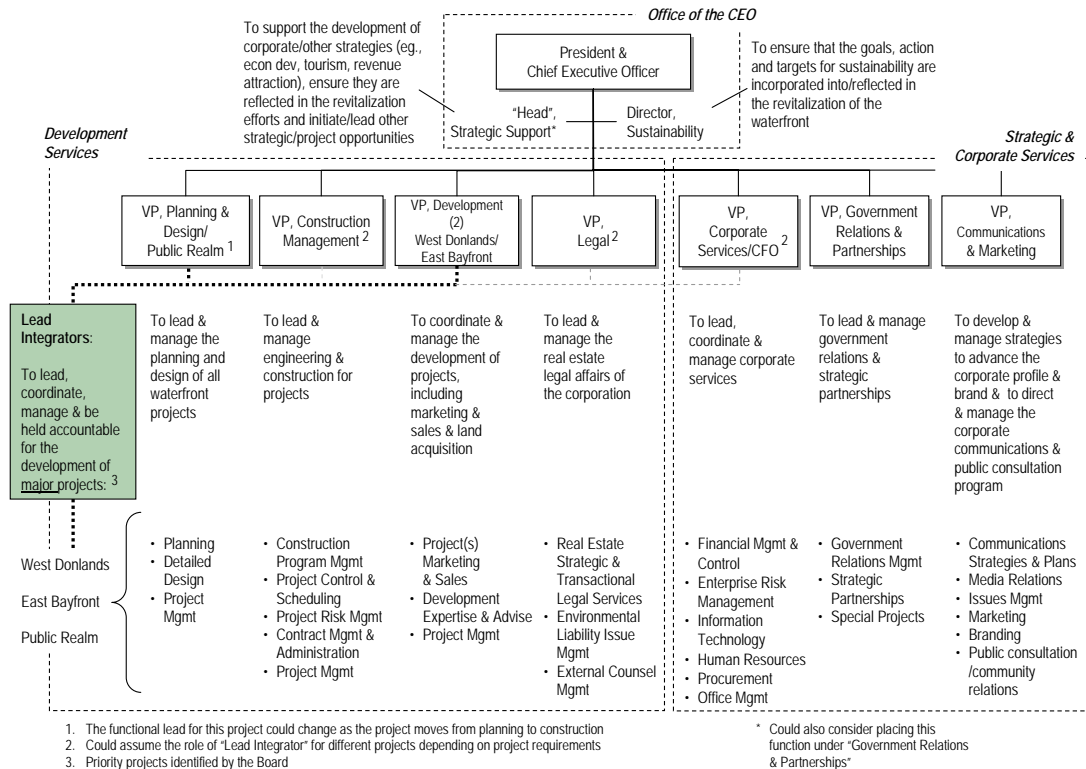 Office of the CEO
To support the development of
corporate/other strategies (eg.,
econ dev, tourism, revenue
attraction), ensure they are
reflected in the revitalization
efforts and initiate/lead other
strategic/project opportunities
President &
Chief Executive Officer
"Head",
Strategic Support*
Director,
Sustainability
To ensure that the goals, action
and targets for sustainability are
incorporated into/reflected in
the revitalization of the
waterfront
Development
Services
Strategic &
Corporate Services
VP, Planning &
Design/
Public Realm 1
VP, Construction
Management 2
VP, Development
(2)
West Donlands/
East Bayfront
VP,
Legal 2
VP,
Corporate
Services/CFO 2
VP, Government
Relations &
Partnerships
VP,
Communications
& Marketing
Lead
Integrators:
To lead,
coordinate,
manage & be
held accountable
for the
development of
major projects: 3
To lead &
manage the
planning and
design of all
waterfront
projects
To lead &
manage
engineering &
construction for
projects
To coordinate &
manage the
development of
projects,
including
marketing &
sales & land
acquisition
To lead &
manage the
real estate
legal affairs of
the corporation
To lead,
coordinate &
manage corporate
services
To lead & manage
government
relations &
strategic
partnerships
To develop &
manage strategies
to advance the
corporate profile &
brand & to direct
& manage the
corporate
communications &
public consultation
program
West Donlands
East Bayfront
Public Realm
• Planning
• Detailed
Design
• Project
Mgmt
• Construction
Program Mgmt
• Project Control &
Scheduling
• Project Risk Mgmt
• Contract Mgmt &
Administration
• Project Mgmt
• Project(s)
Marketing
& Sales
• Development
Expertise & Advise
• Project Mgmt
• Real Estate
Strategic &
Transactional
Legal Services
• Environmental
Liability Issue
Mgmt
• External Counsel
Mgmt
• Financial Mgmt &
Control
• Enterprise Risk
Management
• Information
Technology
• Human Resources
• Procurement
• Office Mgmt
• Government
Relations Mgmt
• Strategic
Partnerships
• Special Projects
• Communications
Strategies & Plans
• Media Relations
• Issues Mgmt
• Marketing
• Branding
• Public consultation
/community
relations
1. The functional lead for this project could change as the project moves from planning to construction
2. Could assume the role of "Lead Integrator" for different projects depending on project requirements
3. Priority projects identified by the Board
* Could also consider placing this
function under "Government Relations
& Partnerships"